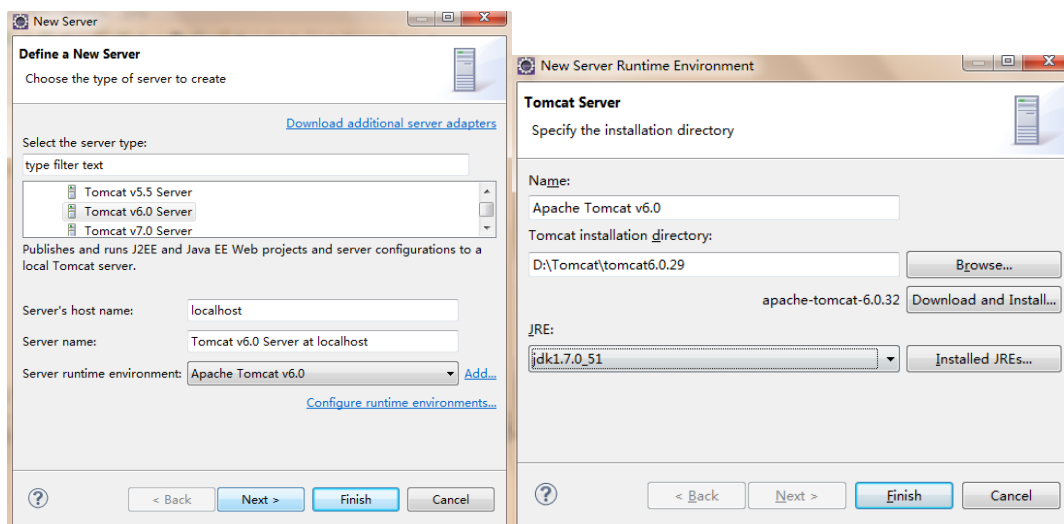 New Server
Define a New Server
Choose the type of server to create
Download additional server adapters
Select the server type:
type filter text
Tomcat v5.5 Server
Tomcat v6.0 Server
Tomcat v7.0 Server
Publishes and runs J2EE and Java EE Web projects and server configurations to a
local Tomcat server.
Server's host name: localhost
Server name: Tomcat v6.0 Server at localhost
Server runtime environment: Apache Tomcat v6.0 Add...
Configure runtime environments...
? < Back Next > Finish Cancel
New Server Runtime Environment
Tomcat Server
Specify the installation directory
Name:
Apache Tomcat v6.0
Tomcat installation directory:
D:\Tomcat\tomcat6.0.29 Browse...
apache-tomcat-6.0.32 Download and Install...
JRE:
jdk1.7.0_51 Installed JREs...
? < Back Next > Finish Cancel